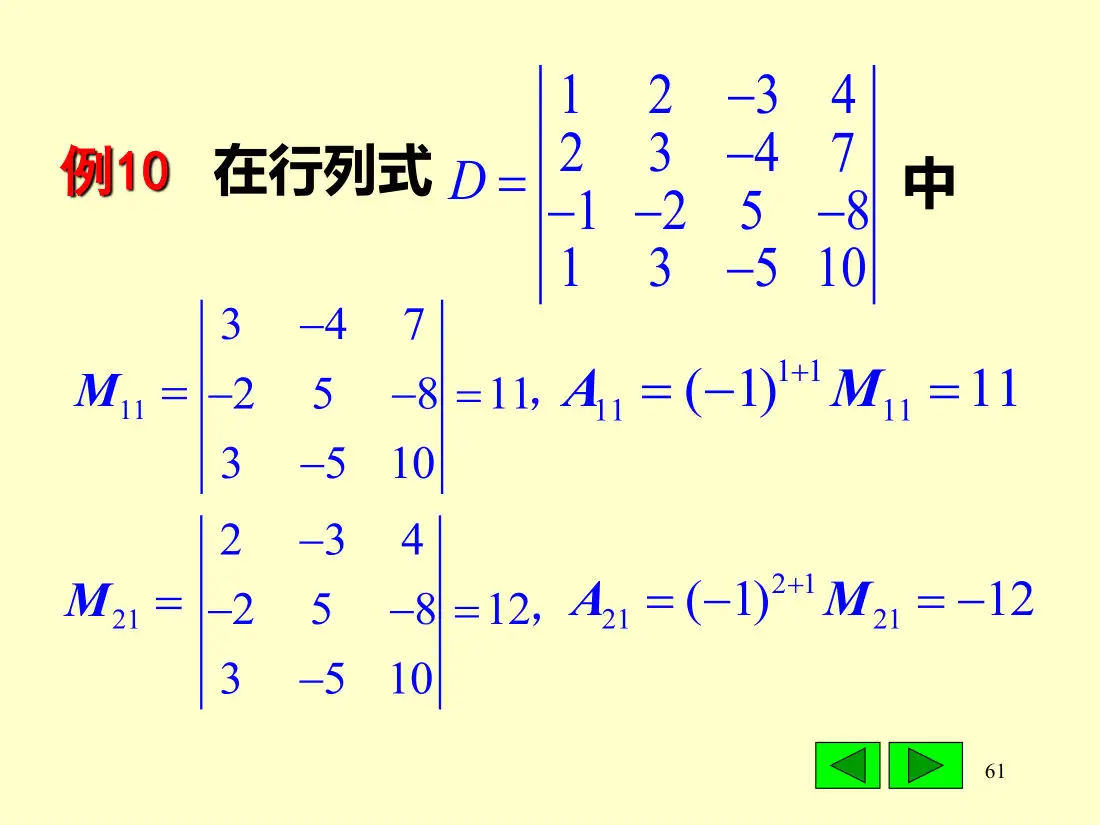 例10 在行列式 D = | 1 2 −3 4 | 中
| 2 3 −4 7 |
| −1 −2 5 −8 |
| 1 3 −5 10 |
M₁₁ = | 3 −4 7 |
| −2 5 −8 | = 11, A₁₁ = (−1)¹⁺¹ M₁₁ = 11
| 3 −5 10 |
M₂₁ = | 2 −3 4 |
| −2 5 −8 | = 12, A₂₁ = (−1)²⁺¹ M₂₁ = −12
| 3 −5 10 |
61